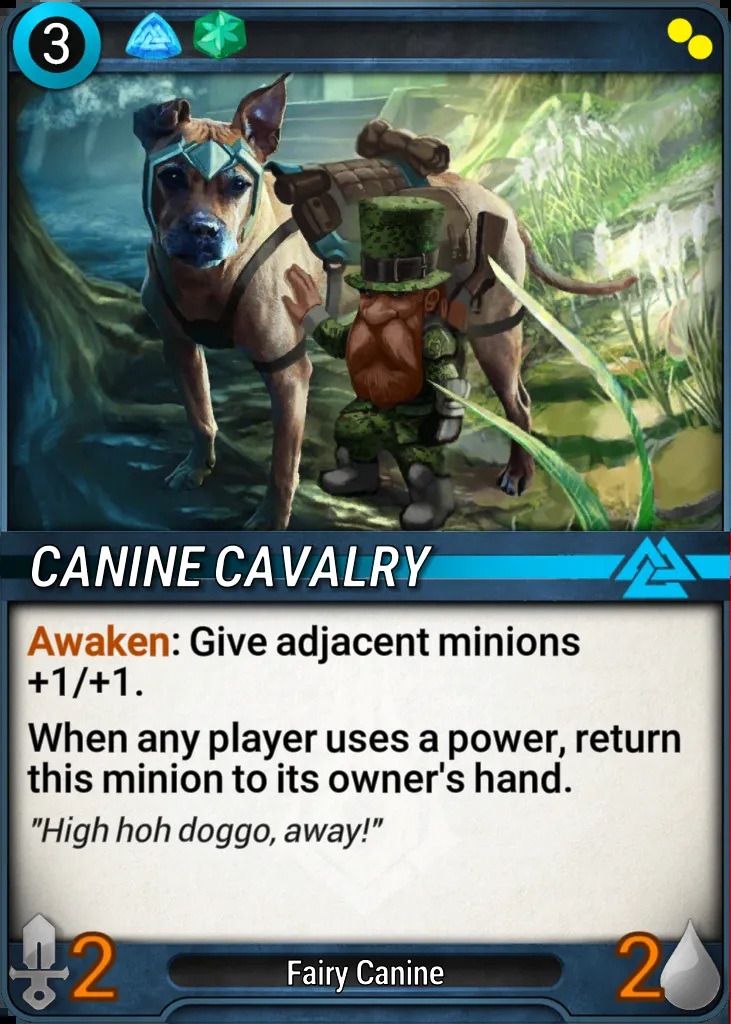 3
CANINE CAVALRY
Awaken: Give adjacent minions
+1/+1.
When any player uses a power, return
this minion to its owner's hand.
"High hoh doggo, away!"
2
Fairy Canine
2